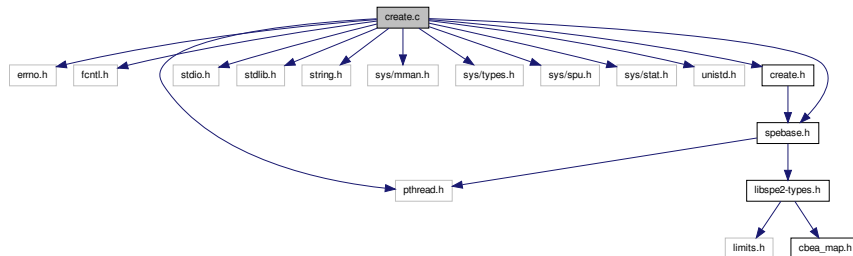 create.c
errno.h
fcntl.h
stdio.h
stdlib.h
string.h
sys/mman.h
sys/types.h
sys/spu.h
sys/stat.h
unistd.h
create.h
spebase.h
pthread.h
libspe2-types.h
limits.h
cbea_map.h